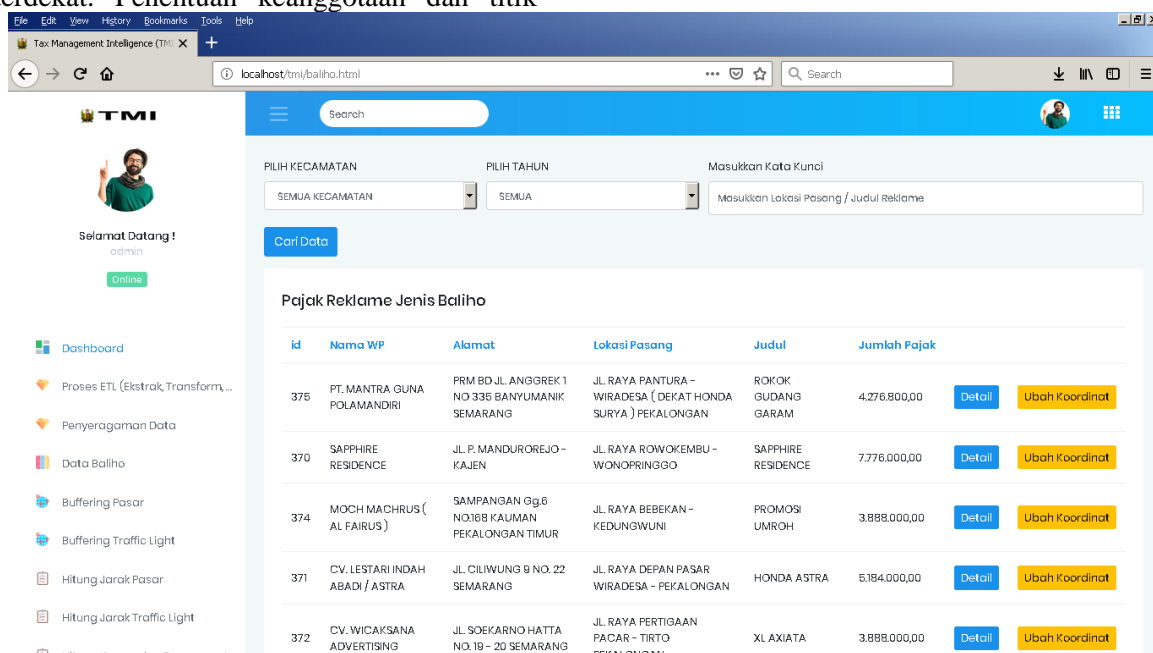 terdekat. Penentuan keanggotaan dan titik
File Edit View History Bookmarks Tools Help
Tax Management Intelligence (TMI
localhost/tmi/baliho.html
Search
TMI
Search
Selamat Datang !
admin
Online
Dashboard
Proses ETL (Ekstrak, Transform, ...
Penyeragaman Data
Data Baliho
Buffering Pasar
Buffering Traffic Light
Hitung Jarak Pasar
Hitung Jarak Traffic Light
PILIH KECAMATAN PILIH TAHUN Masukkan Kata Kunci
SEMUA KECAMATAN SEMUA Masukkan Lokasi Pasang / Judul Reklame
Cari Data
Pajak Reklame Jenis Baliho
id Nama WP Alamat Lokasi Pasang Judul Jumlah Pajak
375 PT. MANTRA GUNA POLAMANDIRI PRM BD JL. ANGGREK 1 NO 335 BANYUMANIK SEMARANG JL. RAYA PANTURA - WIRADESA ( DEKAT HONDA SURYA ) PEKALONGAN ROKOK GUDANG GARAM 4.276.800,00 Detail Ubah Koordinat
370 SAPPHIRE RESIDENCE JL. P. MANDUROREJO - KAJEN JL. RAYA ROWOKEMBU - WONOPRINGGO SAPPHIRE RESIDENCE 7.776.000,00 Detail Ubah Koordinat
374 MOCH MACHRUS ( AL FAIRUS ) SAMPANGAN Gg.6 NO.168 KAUMAN PEKALONGAN TIMUR JL. RAYA BEBEKAN - KEDUNGWUNI PROMOSI UMROH 3.888.000,00 Detail Ubah Koordinat
371 CV. LESTARI INDAH ABADI / ASTRA JL. CILIWUNG 9 NO. 22 SEMARANG JL. RAYA DEPAN PASAR WIRADESA - PEKALONGAN HONDA ASTRA 5.184.000,00 Detail Ubah Koordinat
372 CV. WICAKSANA ADVERTISING JL. SOEKARNO HATTA NO. 19 - 20 SEMARANG JL. RAYA PERTIGAAN PACAR - TIRTO XL AXIATA 3.888.000,00 Detail Ubah Koordinat